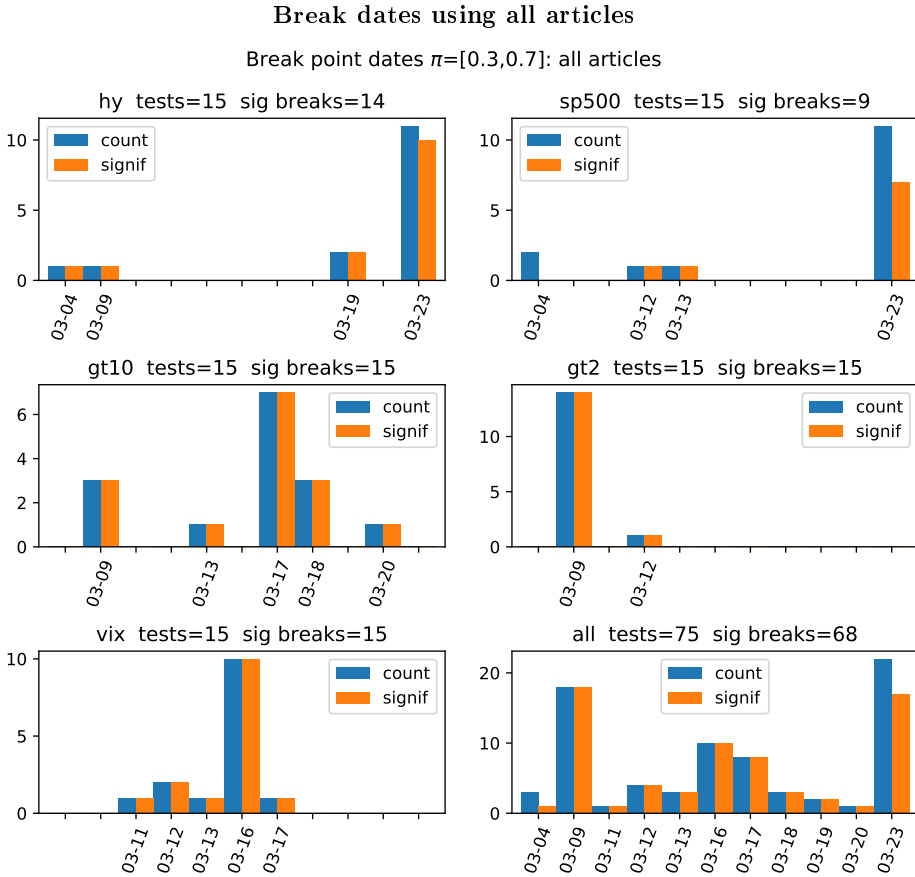 Break dates using all articles
Break point dates π=[0.3,0.7]: all articles
hy tests=15 sig breaks=14
count
signif
10
5
0
03-04
03-09
03-19
03-23
sp500 tests=15 sig breaks=9
count
signif
10
5
0
03-04
03-12
03-13
03-23
gt10 tests=15 sig breaks=15
count
signif
6
4
2
0
03-09
03-13
03-17
03-18
03-20
gt2 tests=15 sig breaks=15
count
signif
10
5
0
03-09
03-12
vix tests=15 sig breaks=15
count
signif
10
5
0
03-11
03-12
03-13
03-16
03-17
all tests=75 sig breaks=68
count
signif
20
10
0
03-04
03-09
03-11
03-12
03-13
03-16
03-17
03-18
03-19
03-20
03-23